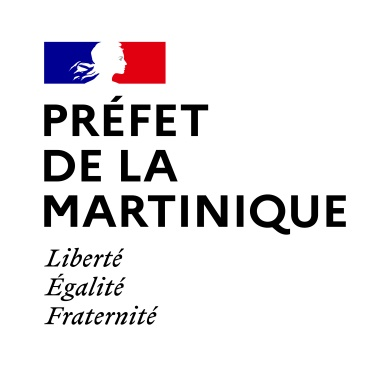 PRÉFET
DE LA
MARTINIQUE
Liberté
Égalité
Fraternité